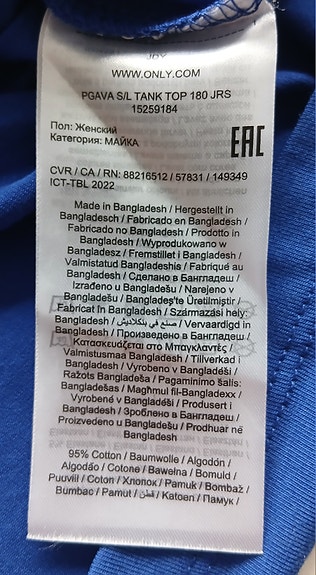 WWW.ONLY.COM
PGAVA S/L TANK TOP 180 JRS
15259184
Пол: Женский
Категория: МАЙКА
EAC
CVR / CA / RN: 88216512 / 57831 / 149349
ICT-TBL 2022
Made in Bangladesh / Hergestellt in
Bangladesch / Fabricado en Bangladesh /
Fabricado no Bangladesh / Prodotto in
Bangladesh / Wyprodukowano w
Bangladesz / Fremstillet i Bangladesh /
Valmistatud Bangladeshis / Fabriqué au
Bangladesh / Сделано в Бангладеш /
Izrađeno u Bangladešu / Narejeno v
Bangladešu / Bangladeş'te Üretilmiştir /
Fabricat în Bangladesh / Származási hely:
Bangladesh / صنع في بنغلاديش / Vervaardigd in
Bangladesh / Произведено в Бангладеш /
Κατασκευάζεται στο Μπαγκλαντές /
Valmistusmaa Bangladesh / Tillverkad i
Bangladesh / Vyrobeno v Bangladéši /
Ražots Bangladeša / Pagaminimo šalis:
Bangladešas / Magħmul fil-Bangladexx /
Vyrobené v Bangladéši / Produsert i
Bangladesh / Зроблено в Бангладеш /
Proizvedeno u Bangladešu / Prodhuar në
Bangladesh
95% Cotton / Baumwolle / Algodón /
Algodão / Cotone / Bawełna / Bomuld /
Puuvill / Coton / Хлопок / Pamuk / Bombaž /
Bumbac / Pamut / قطن / Katoen / Памук /